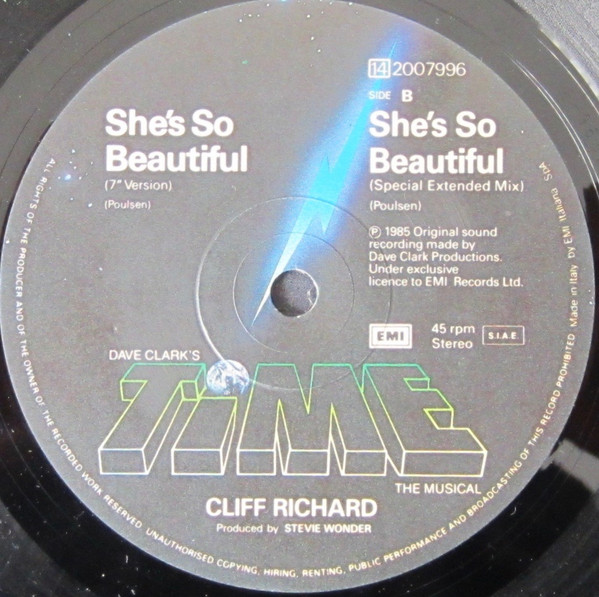 She's So
Beautiful
(7" Version)
(Poulsen)
14 2007996
SIDE B
She's So
Beautiful
(Special Extended Mix)
(Poulsen)
℗ 1985 Original sound
recording made by
Dave Clark Productions.
Under exclusive
licence to EMI Records Ltd.
EMI
45 rpm
Stereo
S.I.A.E.
DAVE CLARK'S
TIME
THE MUSICAL
CLIFF RICHARD
Produced by STEVIE WONDER
ALL RIGHTS OF THE PRODUCER AND OF THE OWNER OF THE RECORDED WORK RESERVED. UNAUTHORISED COPYING, HIRING, RENTING, PUBLIC PERFORMANCE AND BROADCASTING OF THIS RECORD PROHIBITED. Made in Italy by EMI Italiana SpA